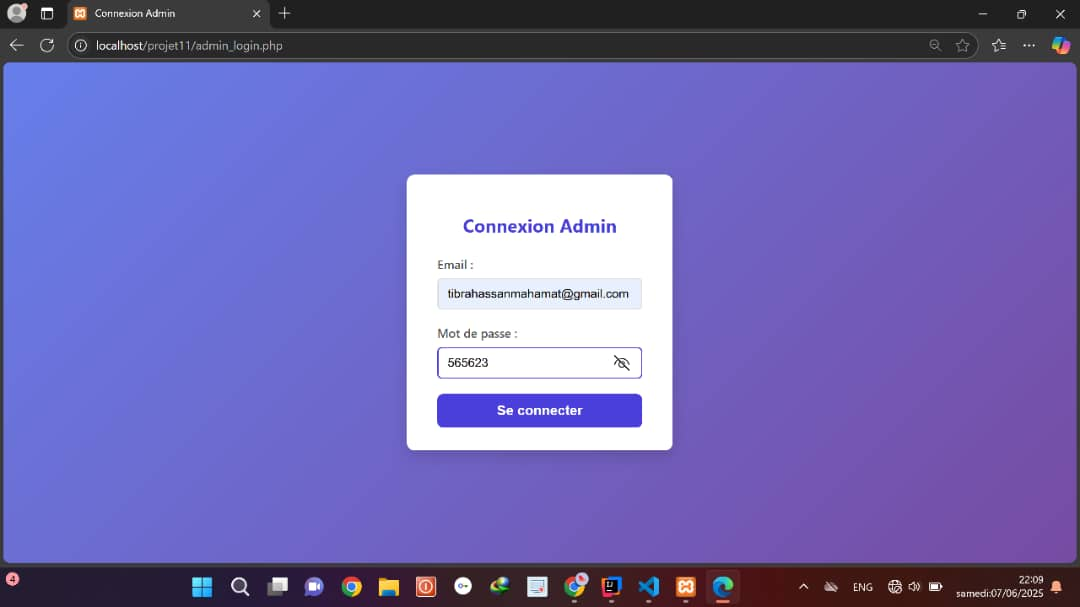 Connexion Admin
localhost/projet11/admin_login.php
Connexion Admin
Email :
tibrahassanmahamat@gmail.com
Mot de passe :
565623
Se connecter
4
ENG
22:09
samedi:07/06/2025